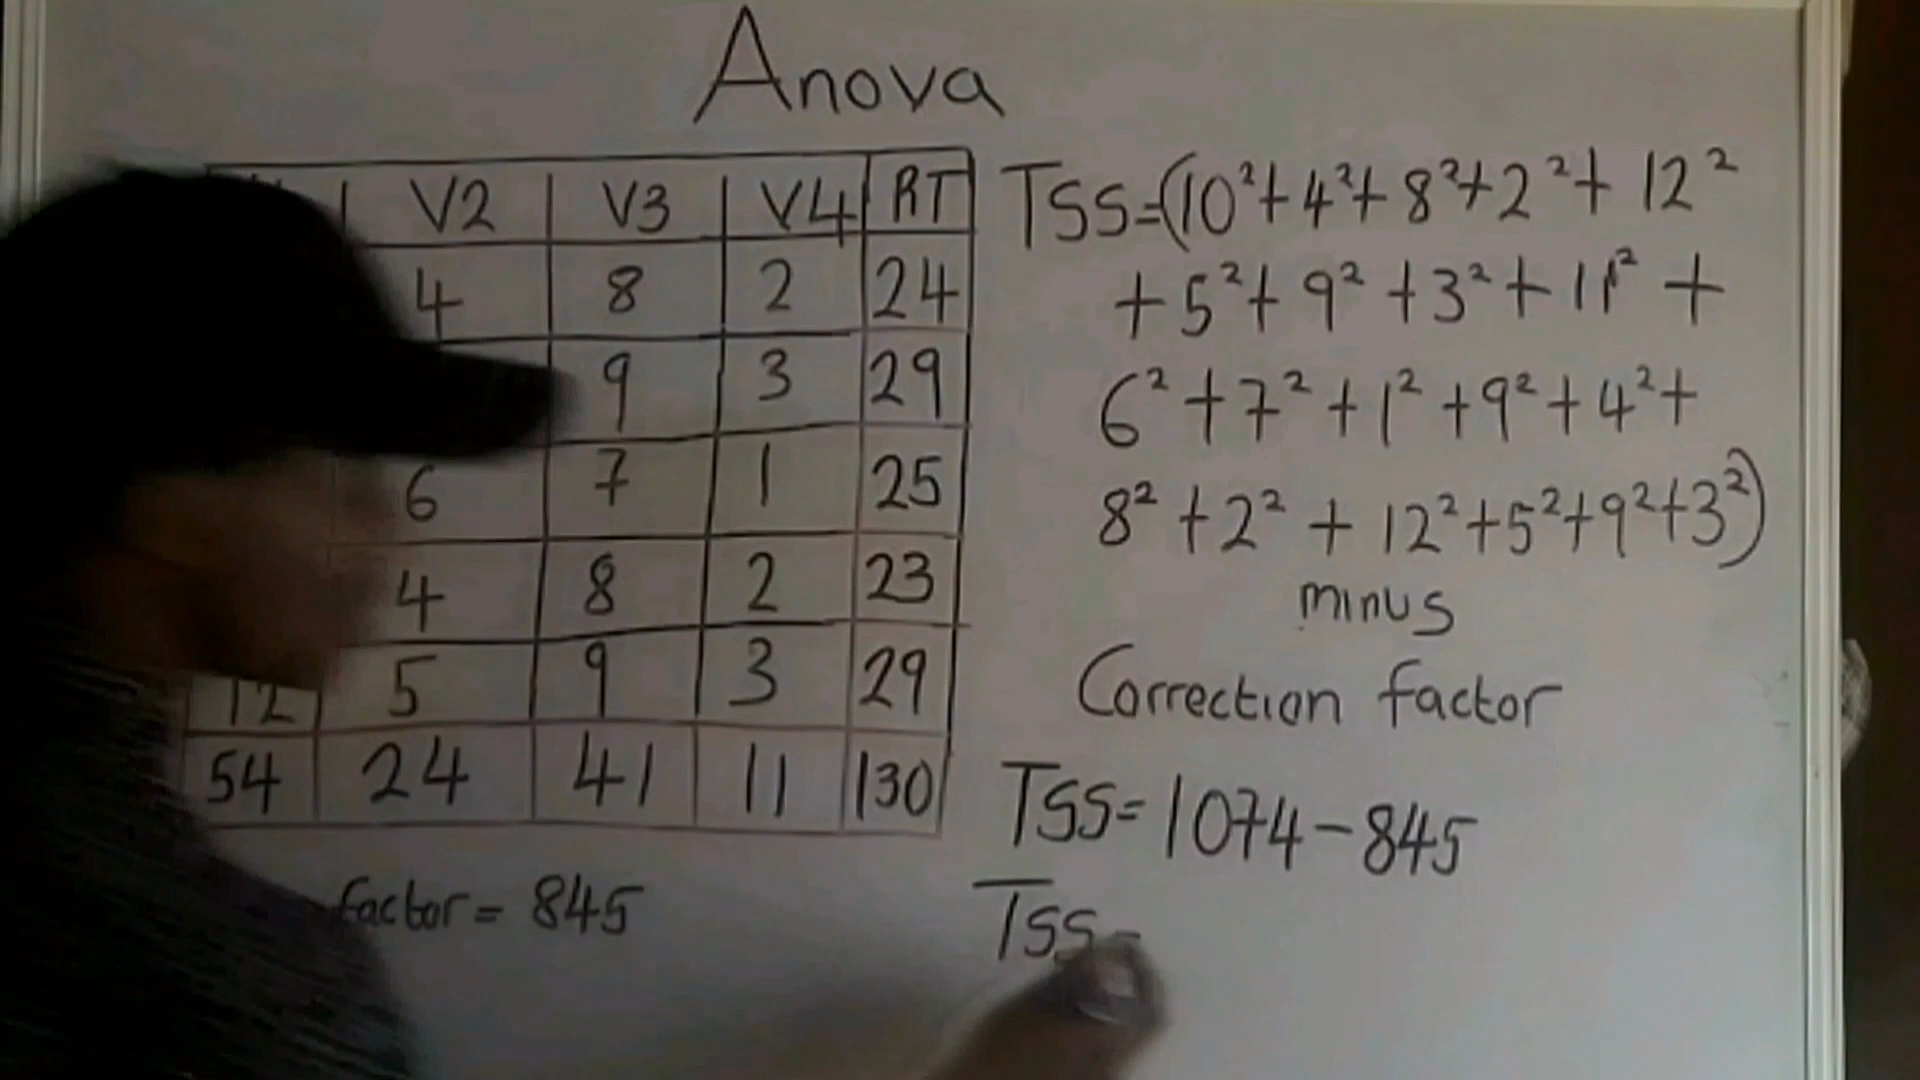 Anova
V2 V3 V4 RT
4 8 2 24
9 3 29
6 7 1 25
4 8 2 23
12 5 9 3 29
54 24 41 11 130
factor = 845
TSS=(10²+4²+8²+2²+12²
+5²+9²+3²+11²+
6²+7²+1²+9²+4²+
8²+2²+12²+5²+9²+3²)
minus
Correction factor
TSS=1074-845
TSS=